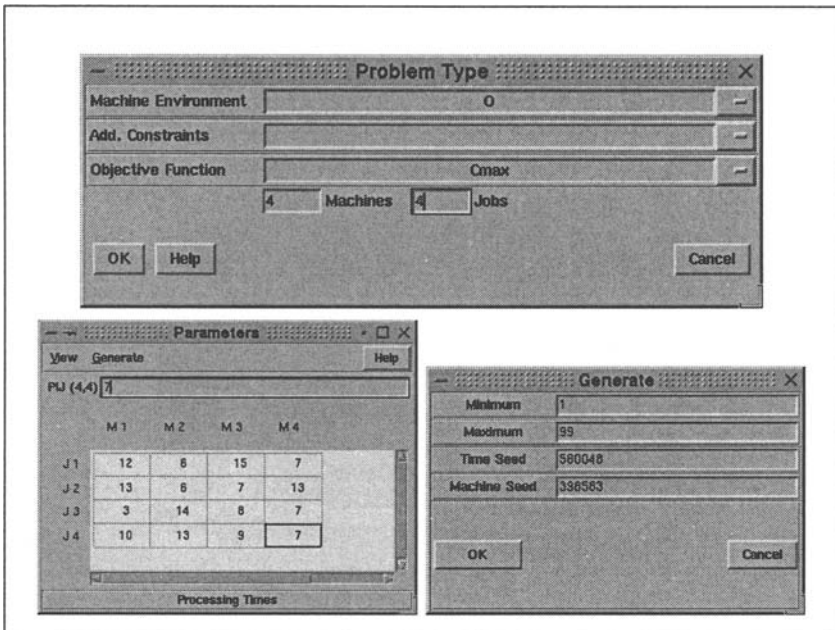 Problem Type
Machine Environment O
Add. Constraints
Objective Function Cmax
4 Machines 4 Jobs
OK Help Cancel
Parameters
View Generate Help
PIJ (4,4) 7
M 1 M 2 M 3 M 4
J 1 12 15 7
J 2 13 6 7 13
J 3 3 14 8 7
J 4 10 13 9 7
Processing Times
Generate
Minimum 1
Maximum 99
Time Seed
Machine Seed
OK Cancel